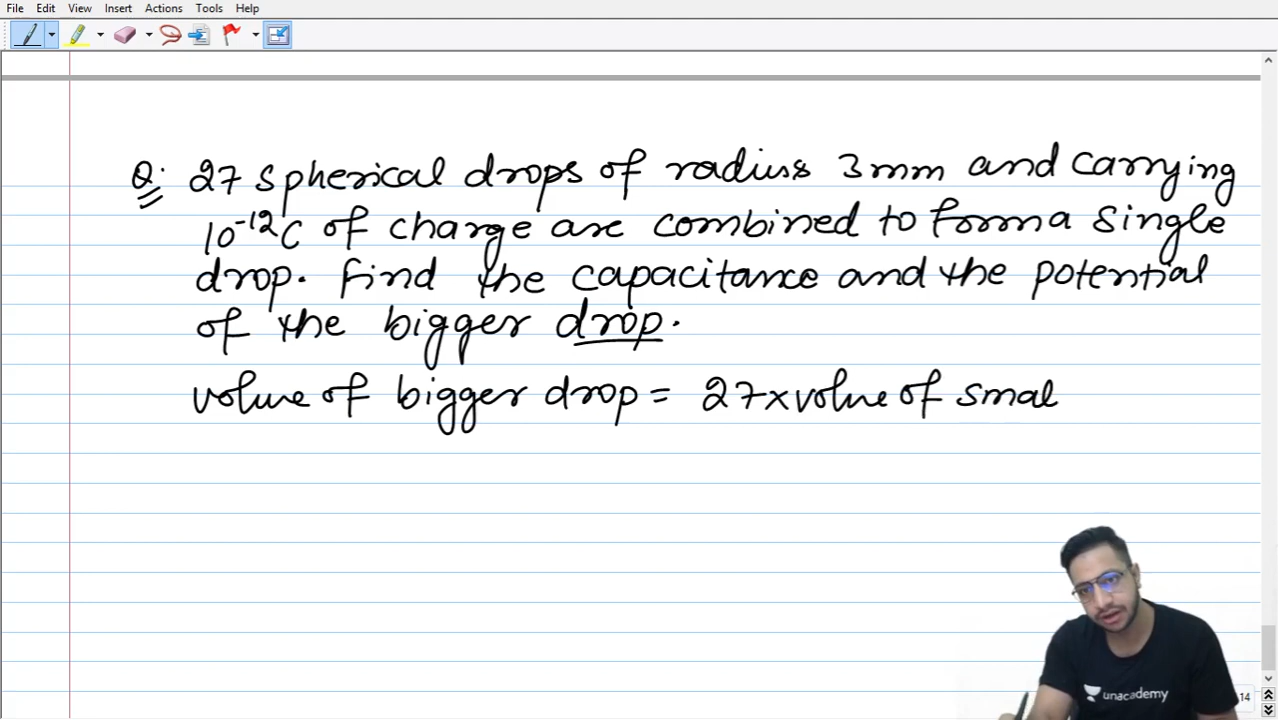 File Edit View Insert Actions Tools Help
Q. 27 spherical drops of radius 3mm and carrying
10⁻¹²C of charge are combined to form a single
drop. Find the capacitance and the potential
of the bigger drop.
volume of bigger drop = 27 x volume of smal
unacademy
14